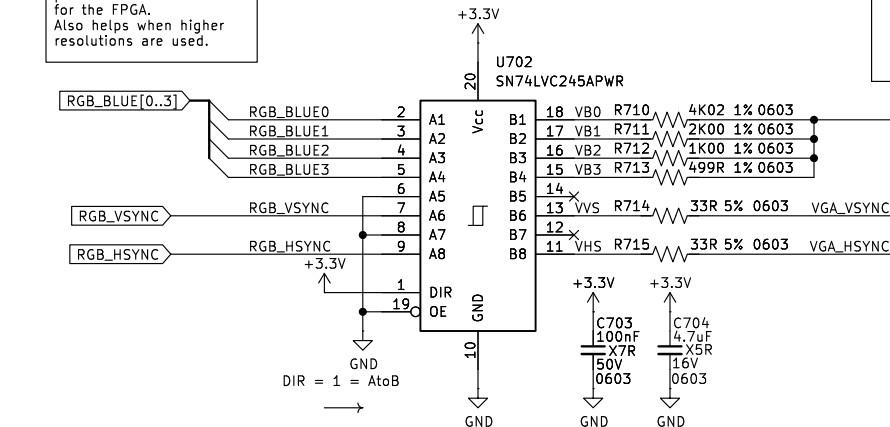 for the FPGA.
Also helps when higher
resolutions are used.
+3.3V
U702
SN74LVC245APWR
20
Vcc
RGB_BLUE[0..3]
RGB_BLUE0 2 A1 B1 18 VB0 R710 4K02 1% 0603
RGB_BLUE1 3 A2 B2 17 VB1 R711 2K00 1% 0603
RGB_BLUE2 4 A3 B3 16 VB2 R712 1K00 1% 0603
RGB_BLUE3 5 A4 B4 15 VB3 R713 499R 1% 0603
6 A5 B5 14
RGB_VSYNC RGB_VSYNC 7 A6 B6 13 VVS R714 33R 5% 0603 VGA_VSYNC
8 A7 B7 12
RGB_HSYNC RGB_HSYNC 9 A8 B8 11 VHS R715 33R 5% 0603 VGA_HSYNC
+3.3V
1 DIR
19 OE
GND
10
GND
GND
DIR = 1 = AtoB
+3.3V
C703
100nF
X7R
50V
0603
GND
+3.3V
C704
4.7uF
X5R
16V
0603
GND